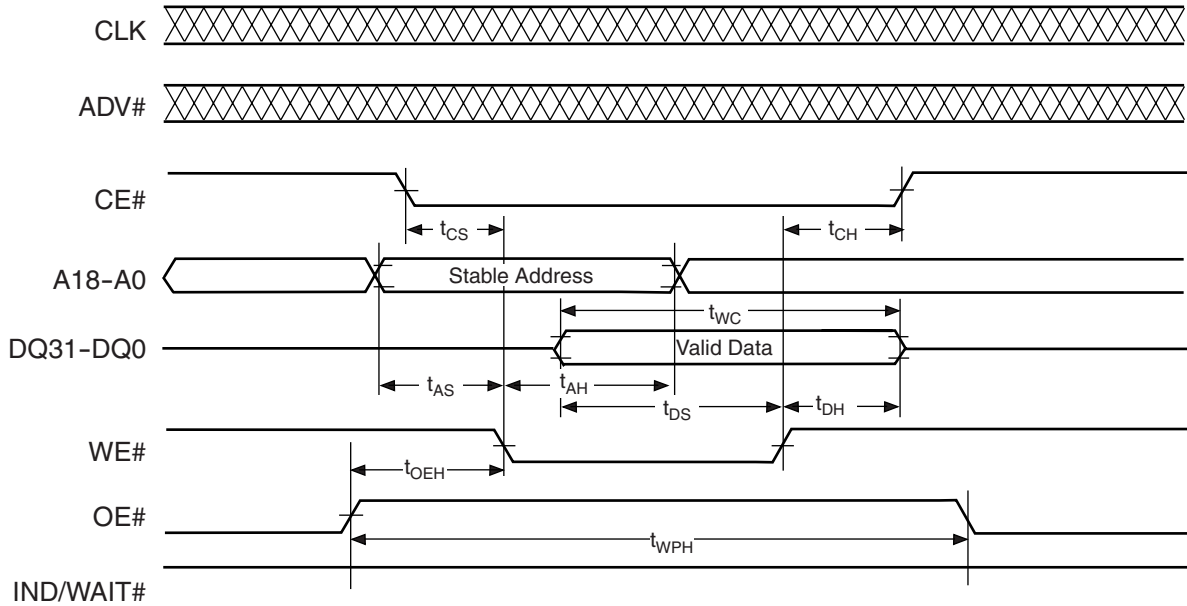 CLK
ADV#
CE#
tCS
tCH
A18-A0
Stable Address
tWC
DQ31-DQ0
Valid Data
tAS
tAH
tDS
tDH
WE#
tOEH
OE#
tWPH
IND/WAIT#